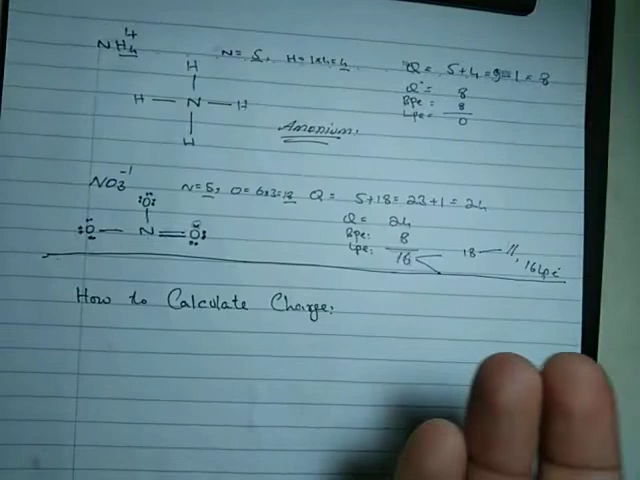 NH4 4
N = 5, H = 1x4 = 4
Q = 5+4 = 9-1 = 8
Q = 8
Bpe = 8
Lpe = 0
H
H — N — H
H
Amonium.
NO3 -1
N = 5, O = 6x3 = 18 Q = 5+18 = 23+1 = 24
Q = 24
Bpe: 8
Lpe: 16
O
O — N = O
18
16 Lpe
How to Calculate Charge: